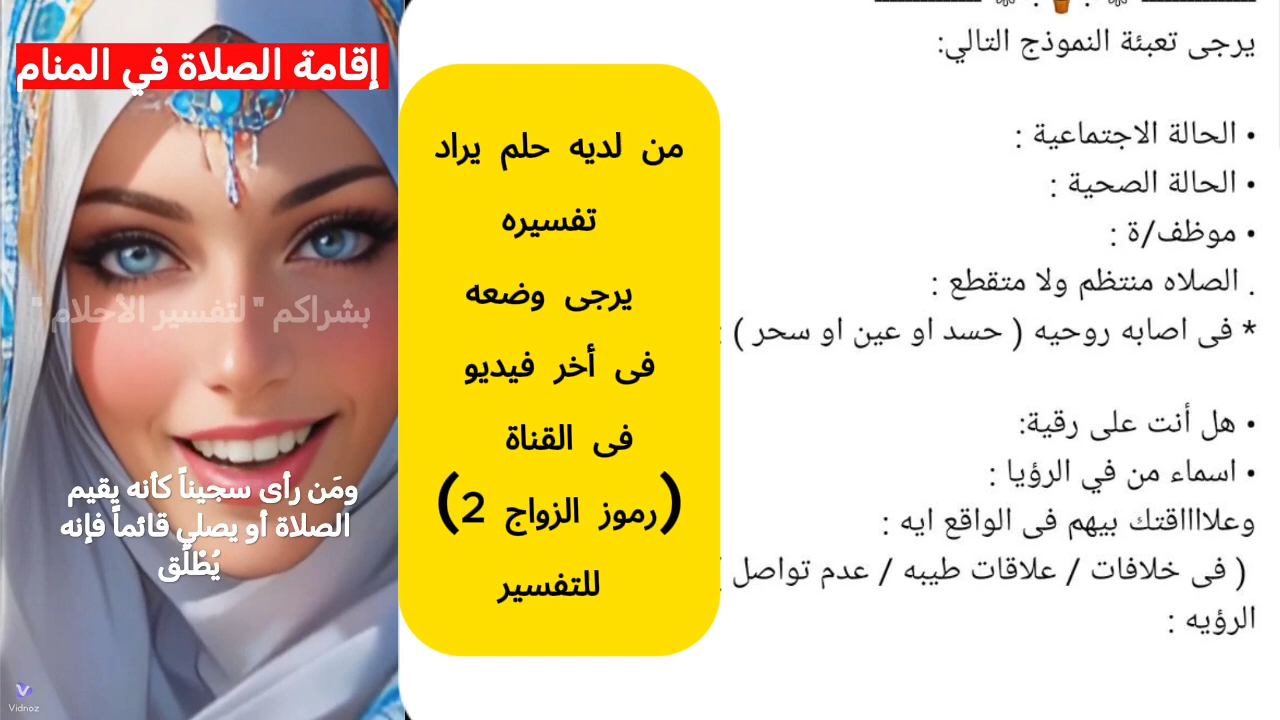 إقامة الصلاة في المنام
بشراكم " لتفسير الأحلام "
ومَن رأى سجيناً كأنه يقيم
الصلاة أو يصلي قائماً فإنه
يُطْلَق
Vidnoz
من لديه حلم يراد
تفسيره
يرجى وضعه
فى أخر فيديو
فى القناة
(رموز الزواج 2)
للتفسير
يرجى تعبئة النموذج التالي:
• الحالة الاجتماعية :
• الحالة الصحية :
• موظف/ة :
. الصلاه منتظم ولا متقطع :
* فى اصابه روحيه ( حسد او عين او سحر ) :
• هل أنت على رقية:
• اسماء من في الرؤيا :
وعلااااقتك بيهم فى الواقع ايه :
( فى خلافات / علاقات طيبه / عدم تواصل )
الرؤيه :